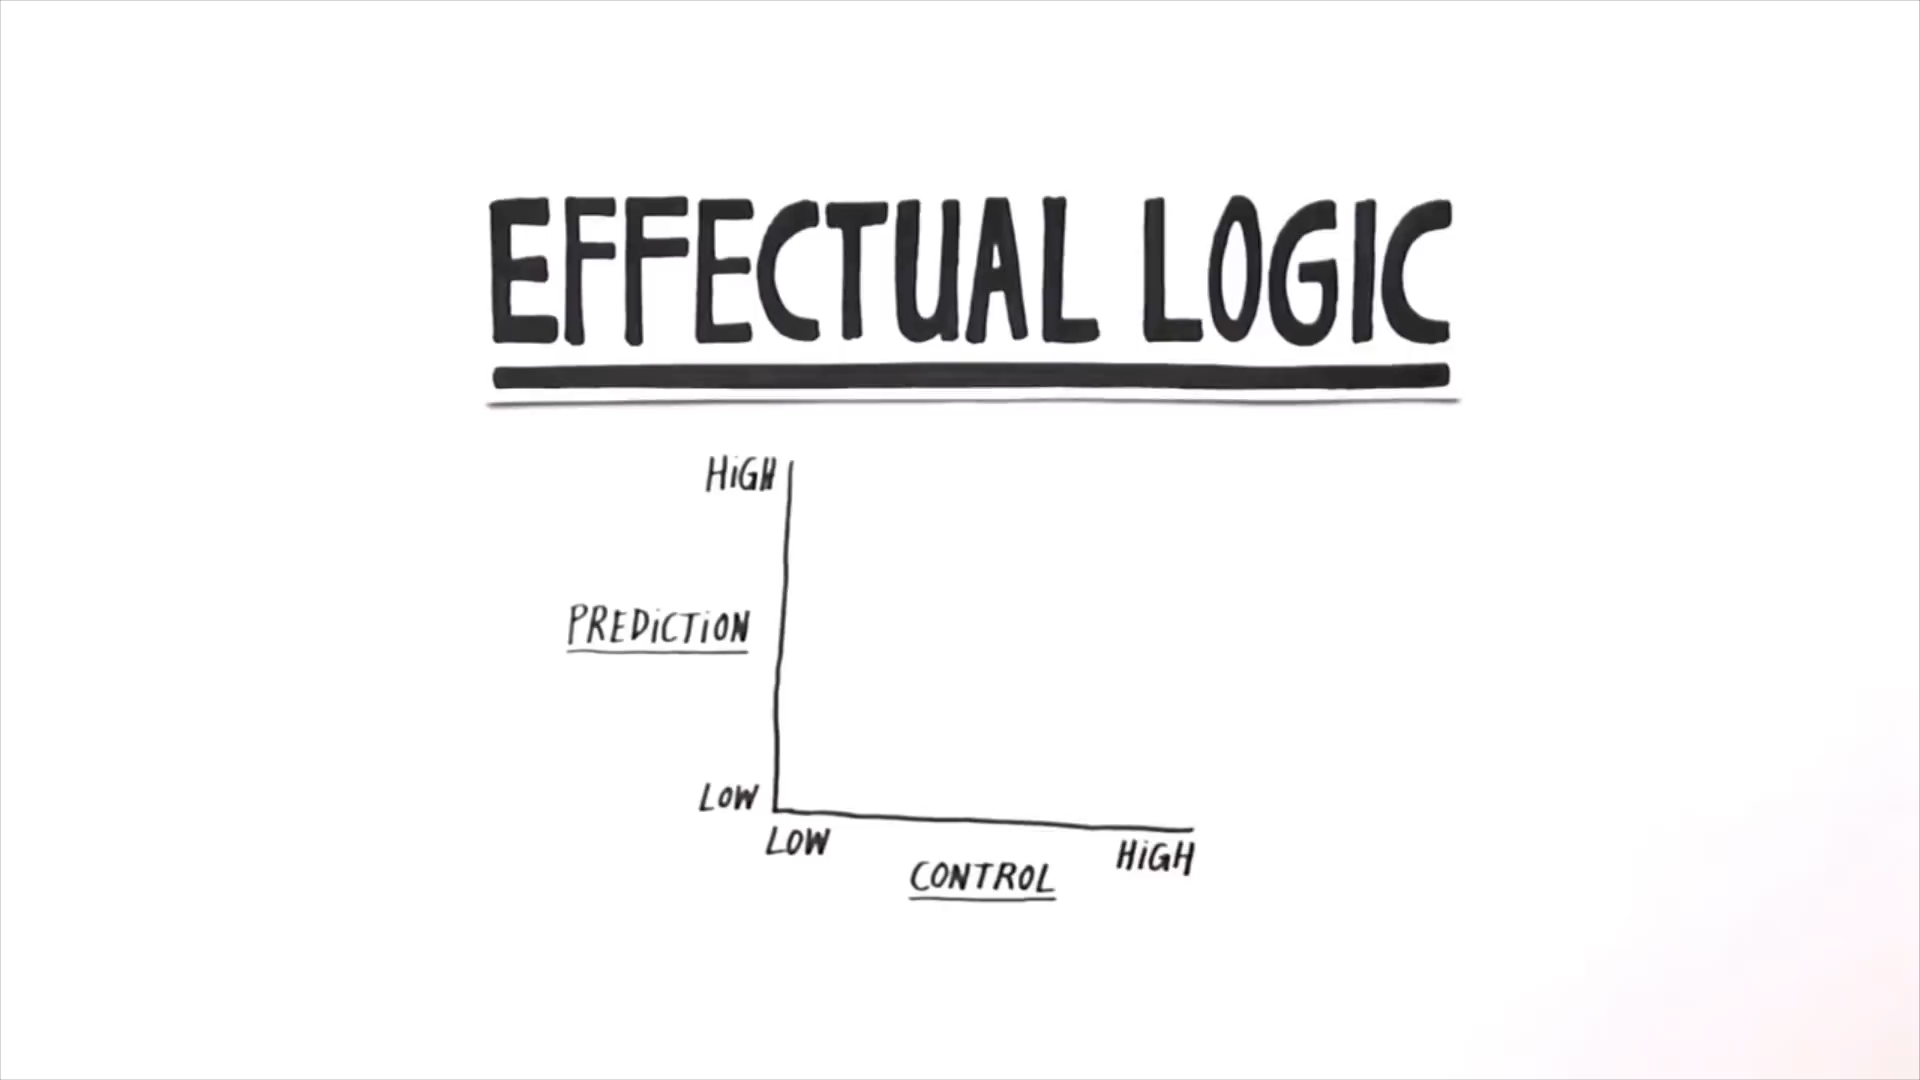 EFFECTUAL LOGIC
HiGH
PREDiCTiON
LOW
LOW
HiGH
CONTROL